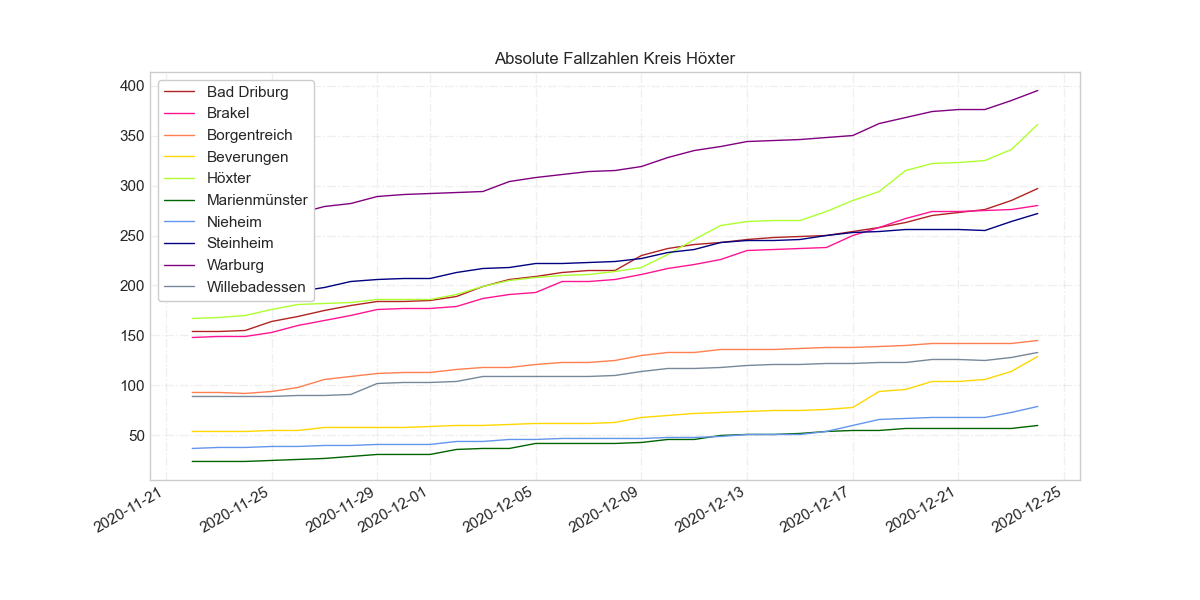 Absolute Fallzahlen Kreis Höxter
400
350
300
250
200
150
100
50
Bad Driburg
Brakel
Borgentreich
Beverungen
Höxter
Marienmünster
Nieheim
Steinheim
Warburg
Willebadessen
2020-11-21
2020-11-25
2020-11-29
2020-12-01
2020-12-05
2020-12-09
2020-12-13
2020-12-17
2020-12-21
2020-12-25